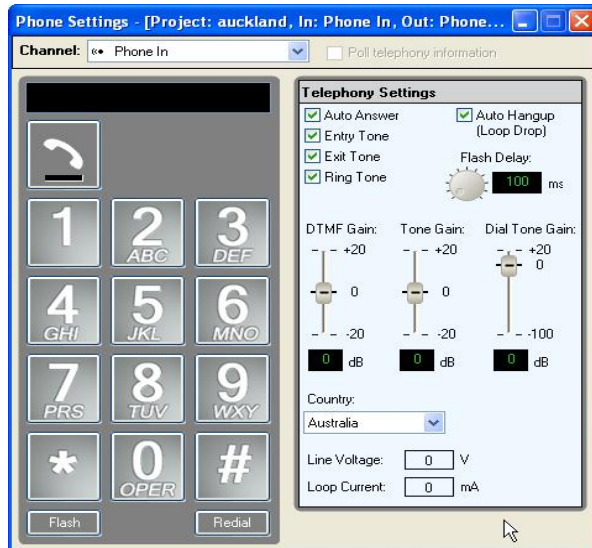 Phone Settings - [Project: auckland, In: Phone In, Out: Phone...
Channel: Phone In
Poll telephony information
1
2 ABC
3 DEF
4 GHI
5 JKL
6 MNO
7 PRS
8 TUV
9 WXY
*
0 OPER
#
Flash
Redial
Telephony Settings
Auto Answer
Entry Tone
Exit Tone
Ring Tone
Auto Hangup
(Loop Drop)
Flash Delay:
100 ms
DTMF Gain:
+20
0
-20
0 dB
Tone Gain:
+20
0
-20
0 dB
Dial Tone Gain:
+20
0
-100
0 dB
Country:
Australia
Line Voltage: 0 V
Loop Current: 0 mA